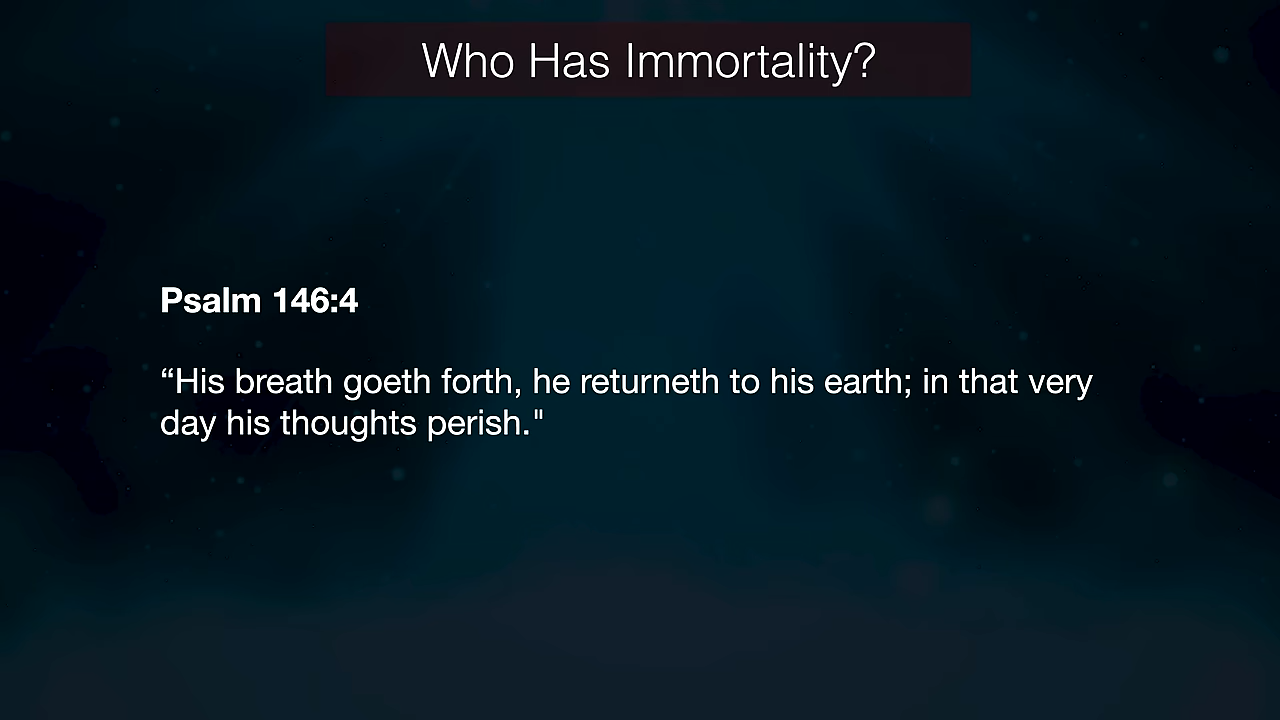 Who Has Immortality?
Psalm 146:4
“His breath goeth forth, he returneth to his earth; in that very
day his thoughts perish."